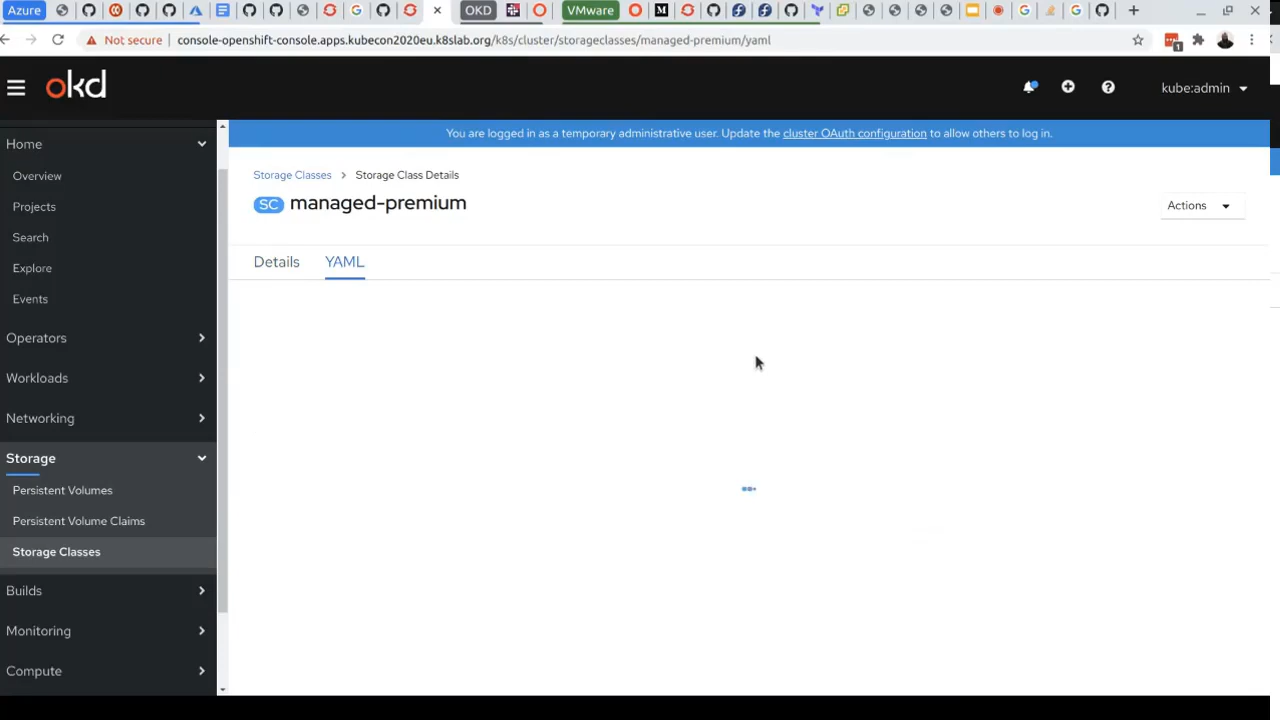 Azure
OKD
VMware
Not secure
console-openshift-console.apps.kubecon2020eu.k8slab.org/k8s/cluster/storageclasses/managed-premium/yaml
1
okd
kube:admin
You are logged in as a temporary administrative user. Update the cluster OAuth configuration to allow others to log in.
Home
Overview
Projects
Search
Explore
Events
Operators
Workloads
Networking
Storage
Persistent Volumes
Persistent Volume Claims
Storage Classes
Builds
Monitoring
Compute
Storage Classes > Storage Class Details
SC managed-premium
Actions
Details YAML